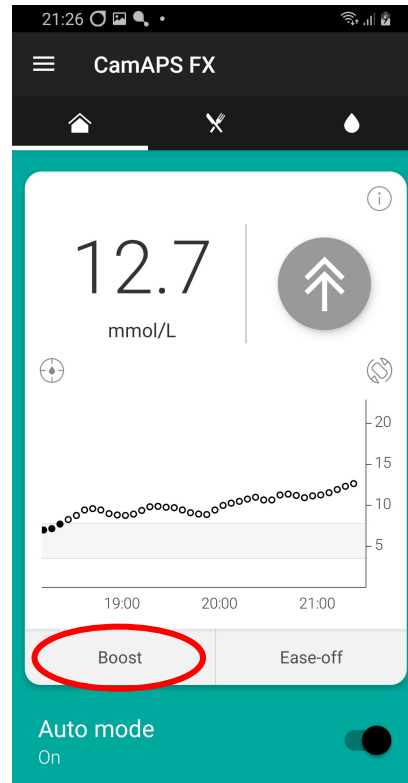 21:26
CamAPS FX
12.7
mmol/L
20
15
10
5
19:00 20:00 21:00
Boost Ease-off
Auto mode
On